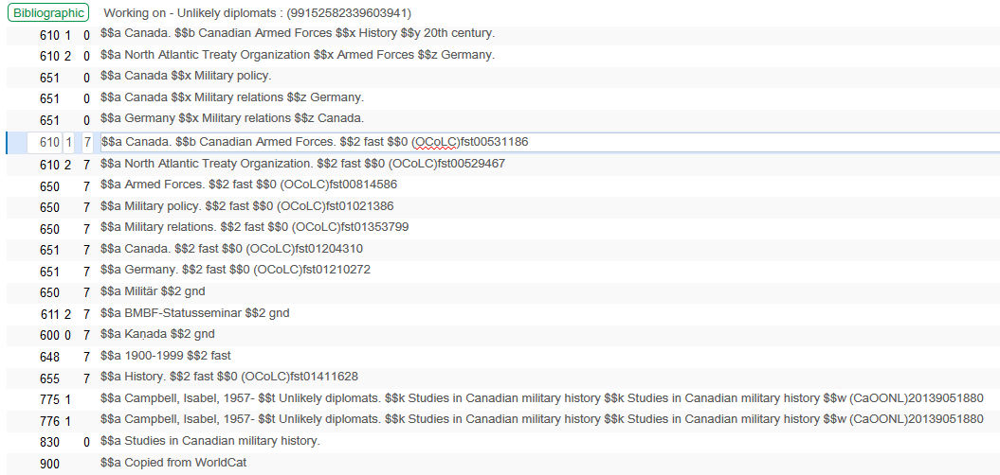 Bibliographic Working on - Unlikely diplomats : (99152582339603941)
610 1 0 $$a Canada. $$b Canadian Armed Forces $$x History $$y 20th century.
610 2 0 $$a North Atlantic Treaty Organization $$x Armed Forces $$z Germany.
651 0 $$a Canada $$x Military policy.
651 0 $$a Canada $$x Military relations $$z Germany.
651 0 $$a Germany $$x Military relations $$z Canada.
610 1 7 $$a Canada. $$b Canadian Armed Forces. $$2 fast $$0 (OCoLC)fst00531186
610 2 7 $$a North Atlantic Treaty Organization. $$2 fast $$0 (OCoLC)fst00529467
650 7 $$a Armed Forces. $$2 fast $$0 (OCoLC)fst00814586
650 7 $$a Military policy. $$2 fast $$0 (OCoLC)fst01021386
650 7 $$a Military relations. $$2 fast $$0 (OCoLC)fst01353799
651 7 $$a Canada. $$2 fast $$0 (OCoLC)fst01204310
651 7 $$a Germany. $$2 fast $$0 (OCoLC)fst01210272
650 7 $$a Militär $$2 gnd
611 2 7 $$a BMBF-Statusseminar $$2 gnd
600 0 7 $$a Kaṇada $$2 gnd
648 7 $$a 1900-1999 $$2 fast
655 7 $$a History. $$2 fast $$0 (OCoLC)fst01411628
775 1 $$a Campbell, Isabel, 1957- $$t Unlikely diplomats. $$k Studies in Canadian military history $$k Studies in Canadian military history $$w (CaOONL)20139051880
776 1 $$a Campbell, Isabel, 1957- $$t Unlikely diplomats. $$k Studies in Canadian military history $$k Studies in Canadian military history $$w (CaOONL)20139051880
830 0 $$a Studies in Canadian military history.
900 $$a Copied from WorldCat